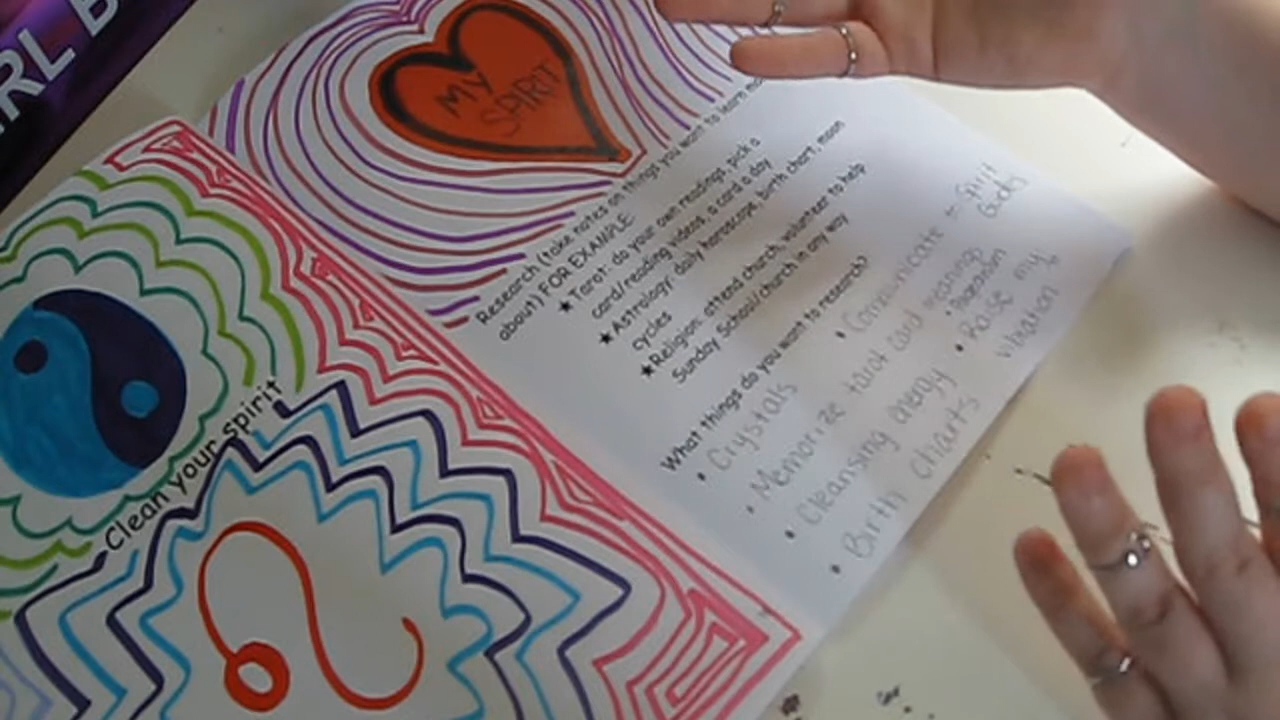 MY
SPIRIT
Research (take notes on things you want to learn
about!) FOR EXAMPLE
★Tarot: do your own readings, pick a
card/reading videos, a card a day
★Astrology: daily horoscope, birth chart, moon
cycles
★Religion: attend church, volunteer to help
Sunday School/church in any way
What things do you want to research?
• Crystals
• Memorize tarot card meaning
• Cleansing energy
• Birth charts
• Communicate to spirit
Guides
• Paganism
• Raise my
vibration
Clean your spirit